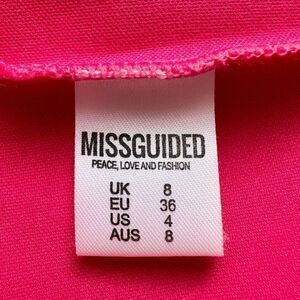 MISSGUIDED
PEACE, LOVE AND FASHION
UK 8
EU 36
US 4
AUS 8